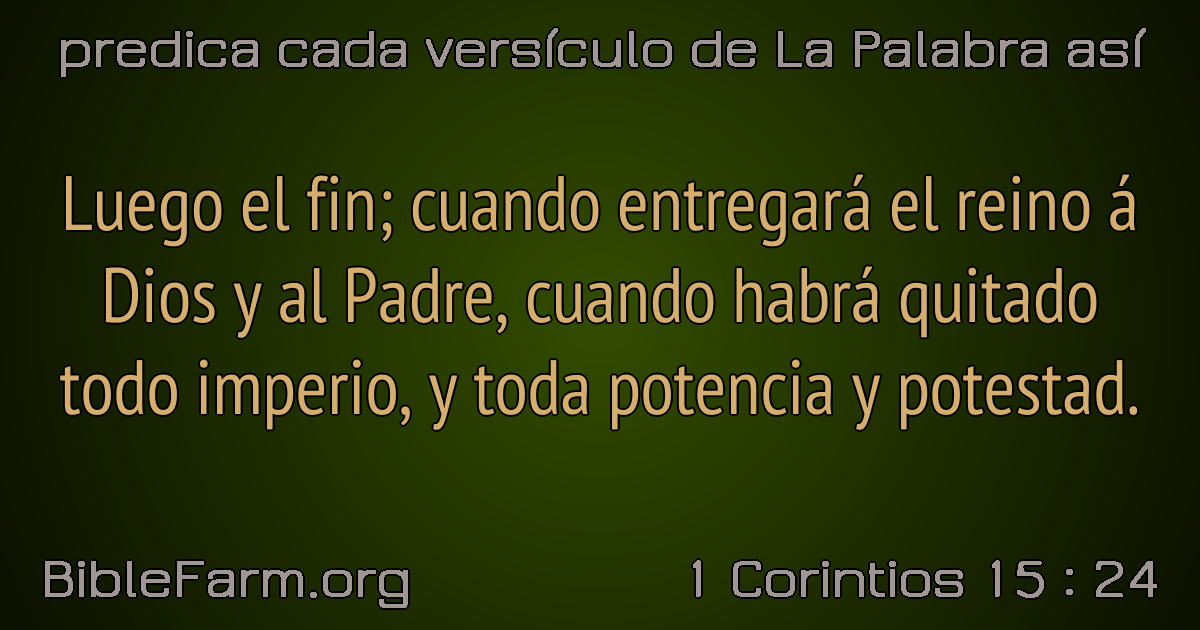 predica cada versículo de La Palabra así
Luego el fin; cuando entregará el reino á
Dios y al Padre, cuando habrá quitado
todo imperio, y toda potencia y potestad.
BibleFarm.org
1 Corintios 15 : 24